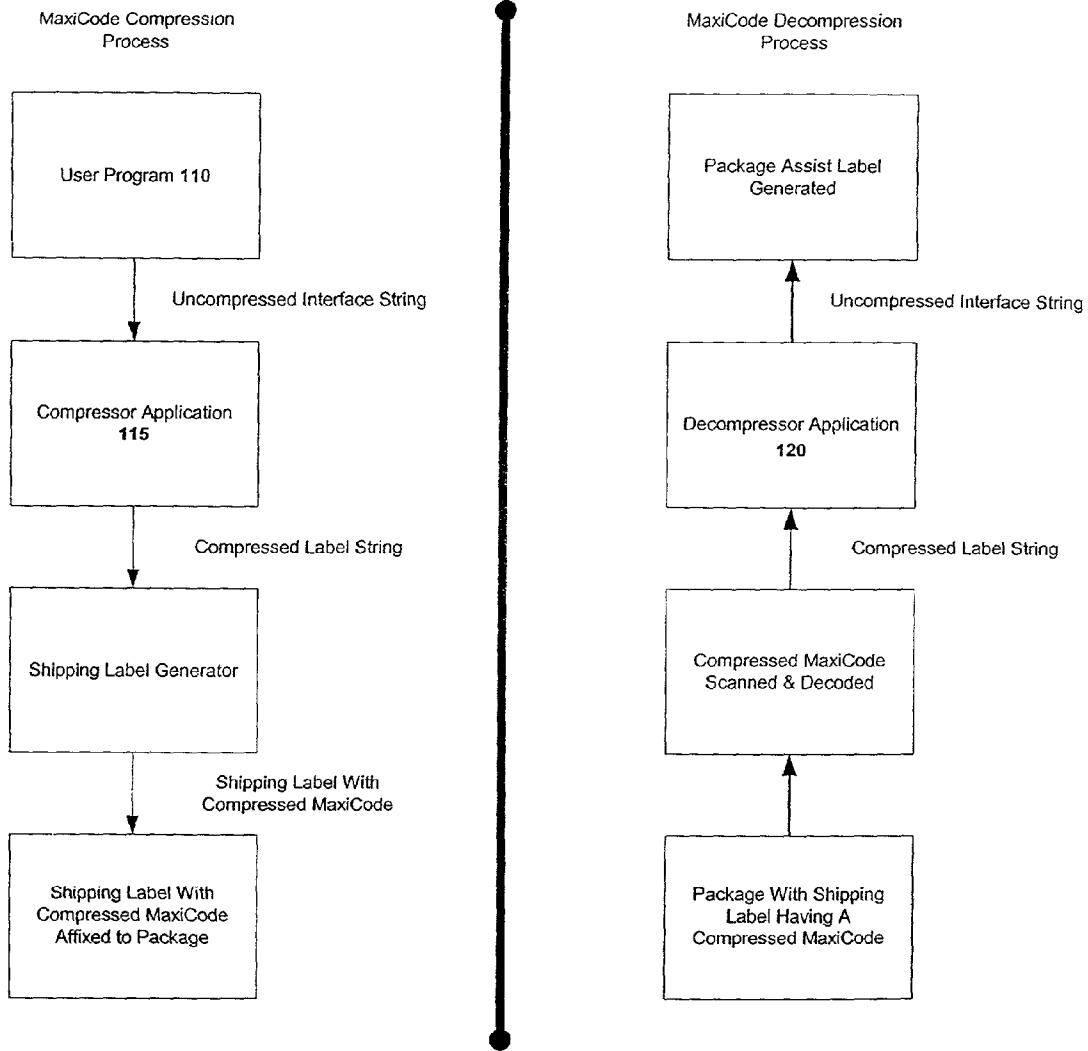 MaxiCode Compression
Process
User Program 110
Uncompressed Interface String
Compressor Application
115
Compressed Label String
Shipping Label Generator
Shipping Label With
Compressed MaxiCode
Shipping Label With
Compressed MaxiCode
Affixed to Package
MaxiCode Decompression
Process
Package Assist Label
Generated
Uncompressed Interface String
Decompressor Application
120
Compressed Label String
Compressed MaxiCode
Scanned & Decoded
Package With Shipping
Label Having A
Compressed MaxiCode